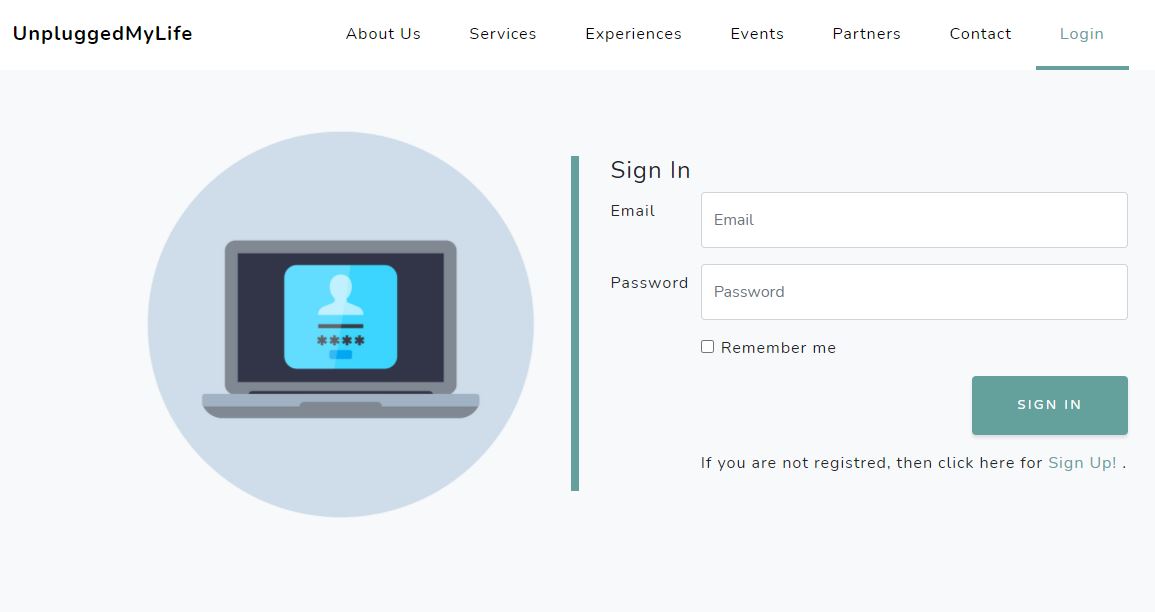 UnpluggedMyLife About Us Services Experiences Events Partners Contact Login
Sign In
Email Email
Password Password
Remember me
SIGN IN
If you are not registred, then click here for Sign Up! .
****